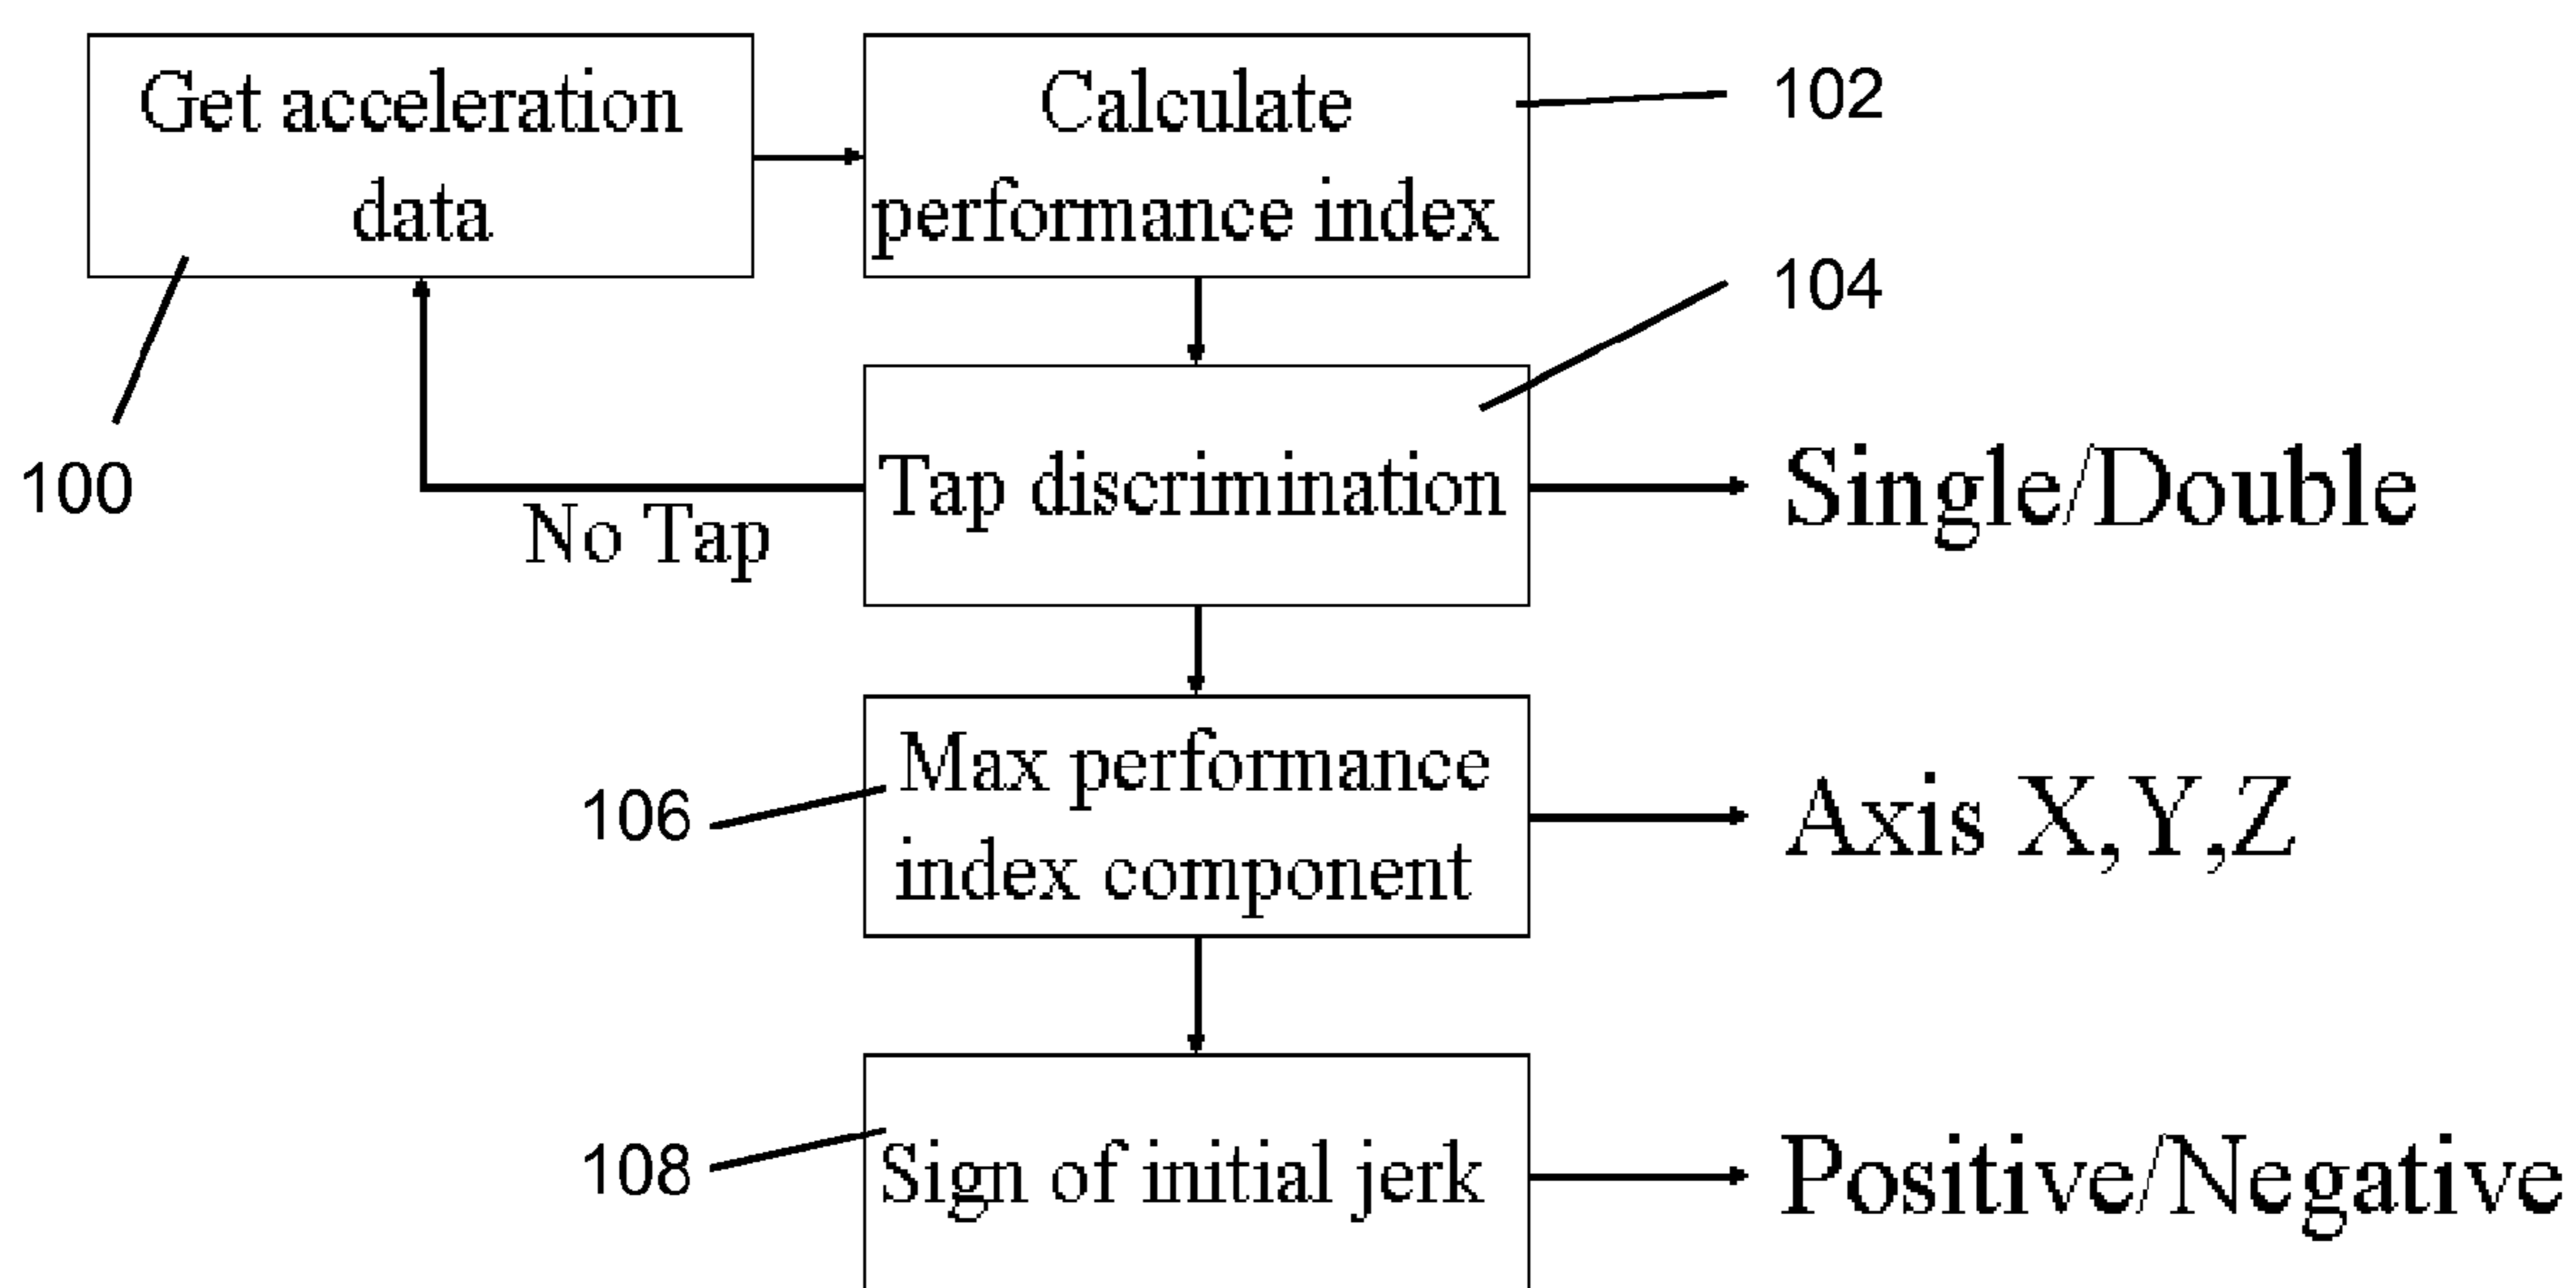 Get acceleration
data
Calculate
performance index
102
104
100
No Tap
Tap discrimination
Single/Double
106
Max performance
index component
Axis X,Y,Z
108
Sign of initial jerk
Positive/Negative